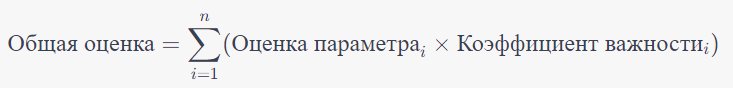 Общая оценка = ∑_{i=1}^{n} (Оценка параметра_i × Коэффициент важности_i)